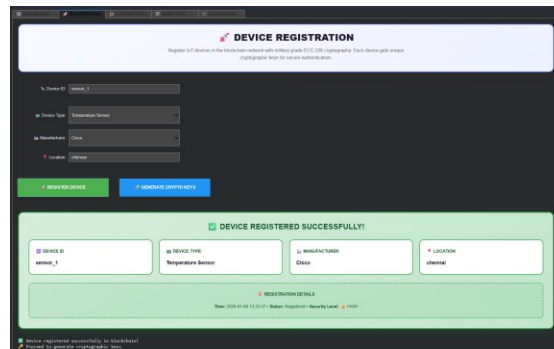 DEVICE REGISTRATION
Register IoT devices in the blockchain network with military-grade ECC-256 cryptography. Each device gets unique
cryptographic keys for secure authentication.
Device ID: sensor_1
Device Type: Temperature Sensor
Manufacturer: Cisco
Location: chennai
REGISTER DEVICE GENERATE CRYPTO KEYS
DEVICE REGISTERED SUCCESSFULLY!
DEVICE ID DEVICE TYPE MANUFACTURER LOCATION
sensor_1 Temperature Sensor Cisco chennai
REGISTRATION DETAILS
Status: Registered • Security Level: HIGH
Device registered successfully in blockchain!
Proceed to generate cryptographic keys